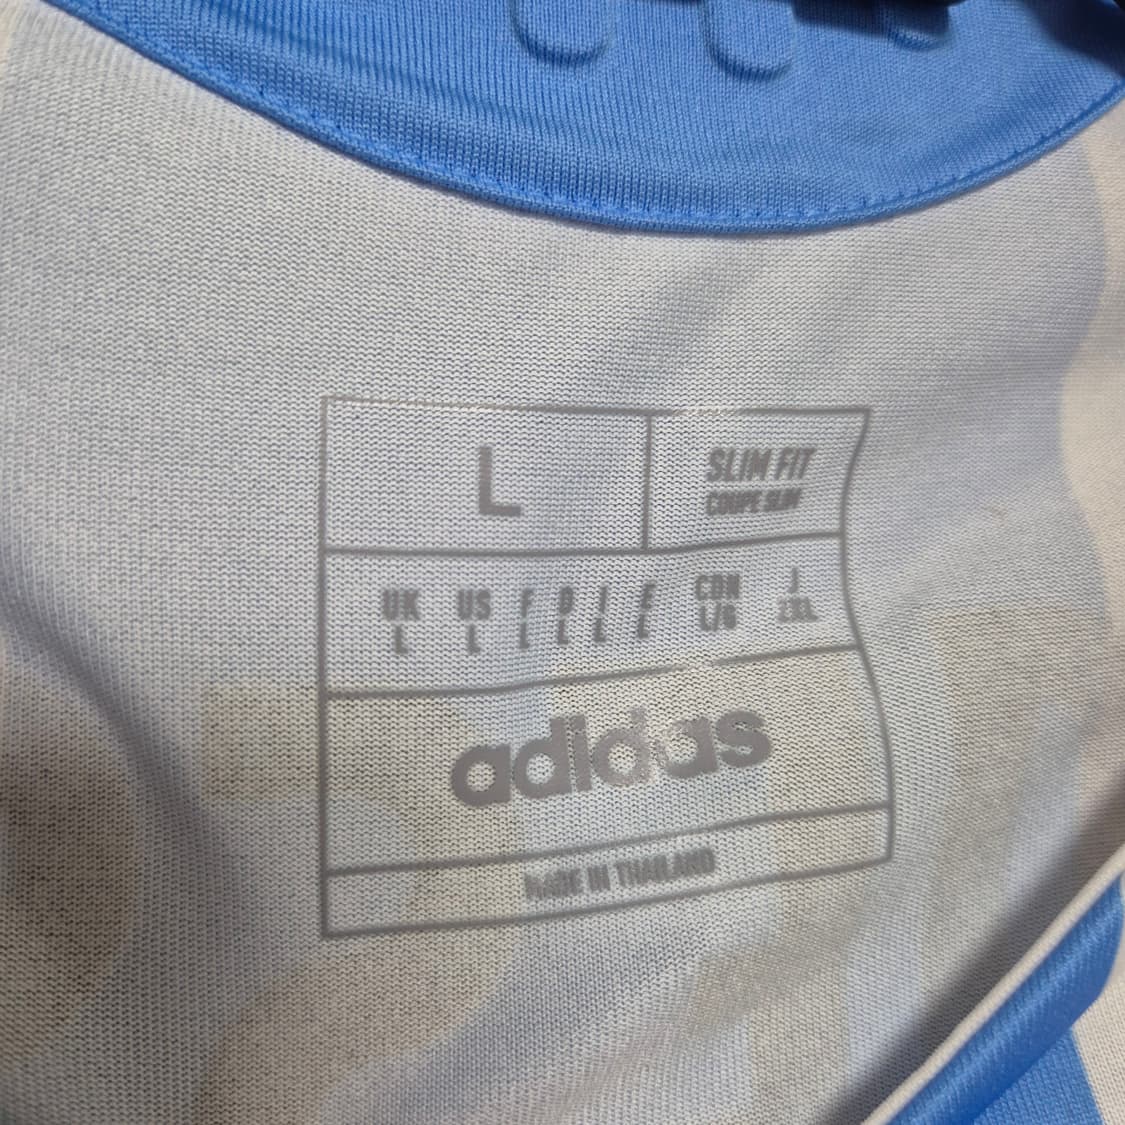 L
SLIM FIT
COUPE SLIM
UK US F D I E CDN J
L L L L L L L/G 2XL
adidas
MADE IN THAILAND